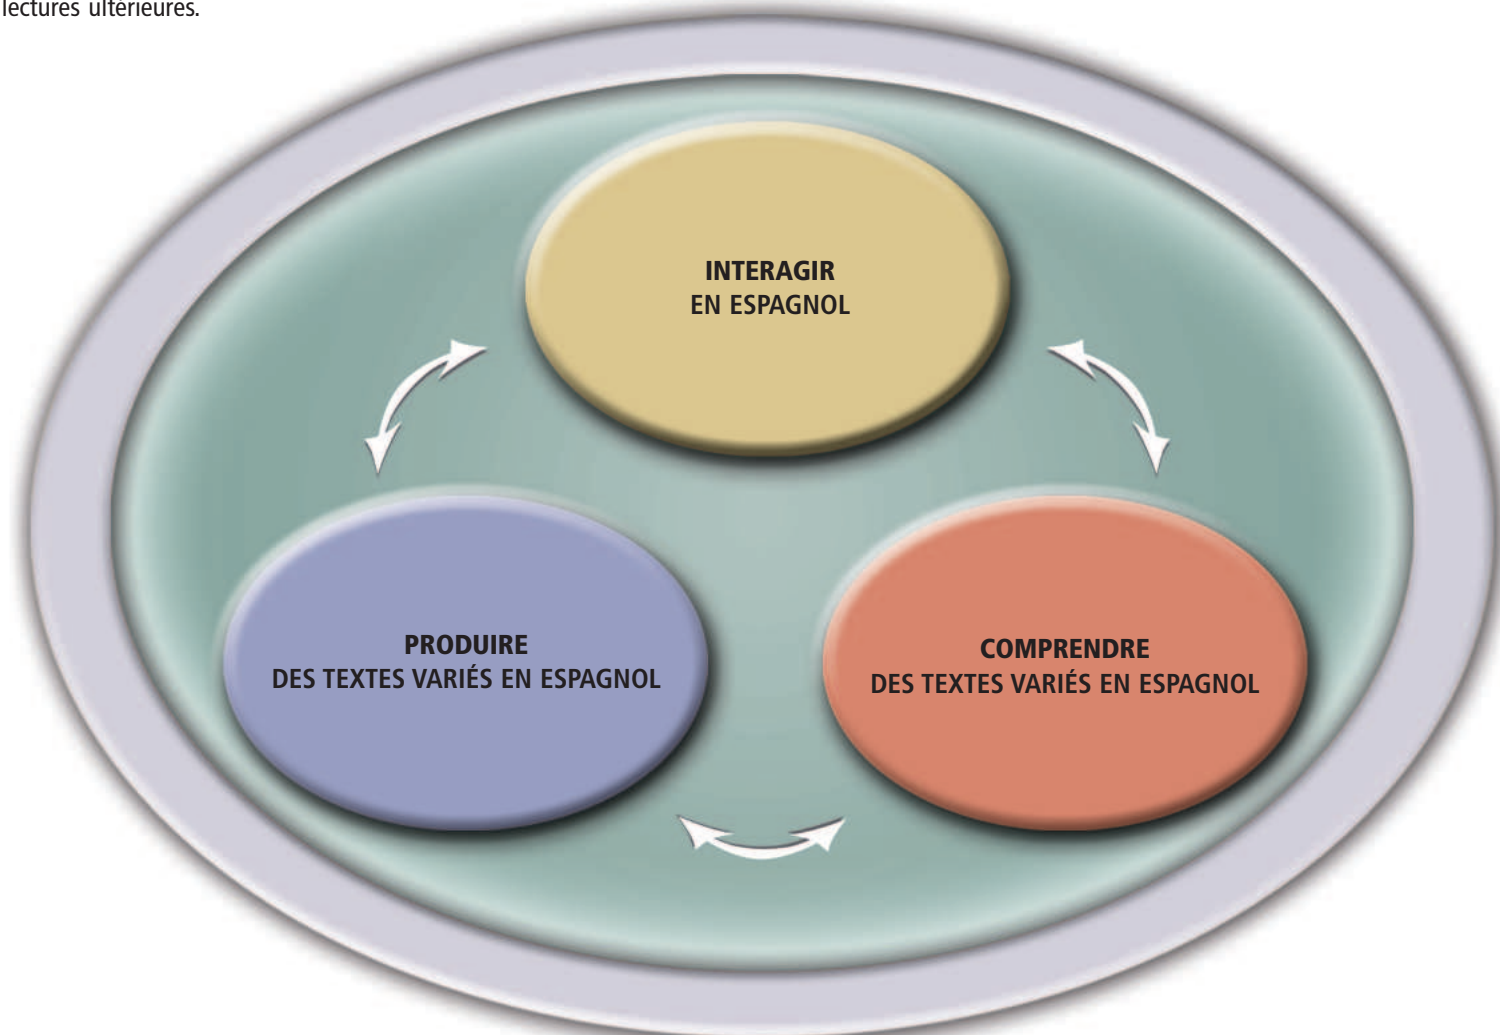 lectures ultérieures.
INTERAGIR
EN ESPAGNOL
PRODUIRE
DES TEXTES VARIÉS EN ESPAGNOL
COMPRENDRE
DES TEXTES VARIÉS EN ESPAGNOL